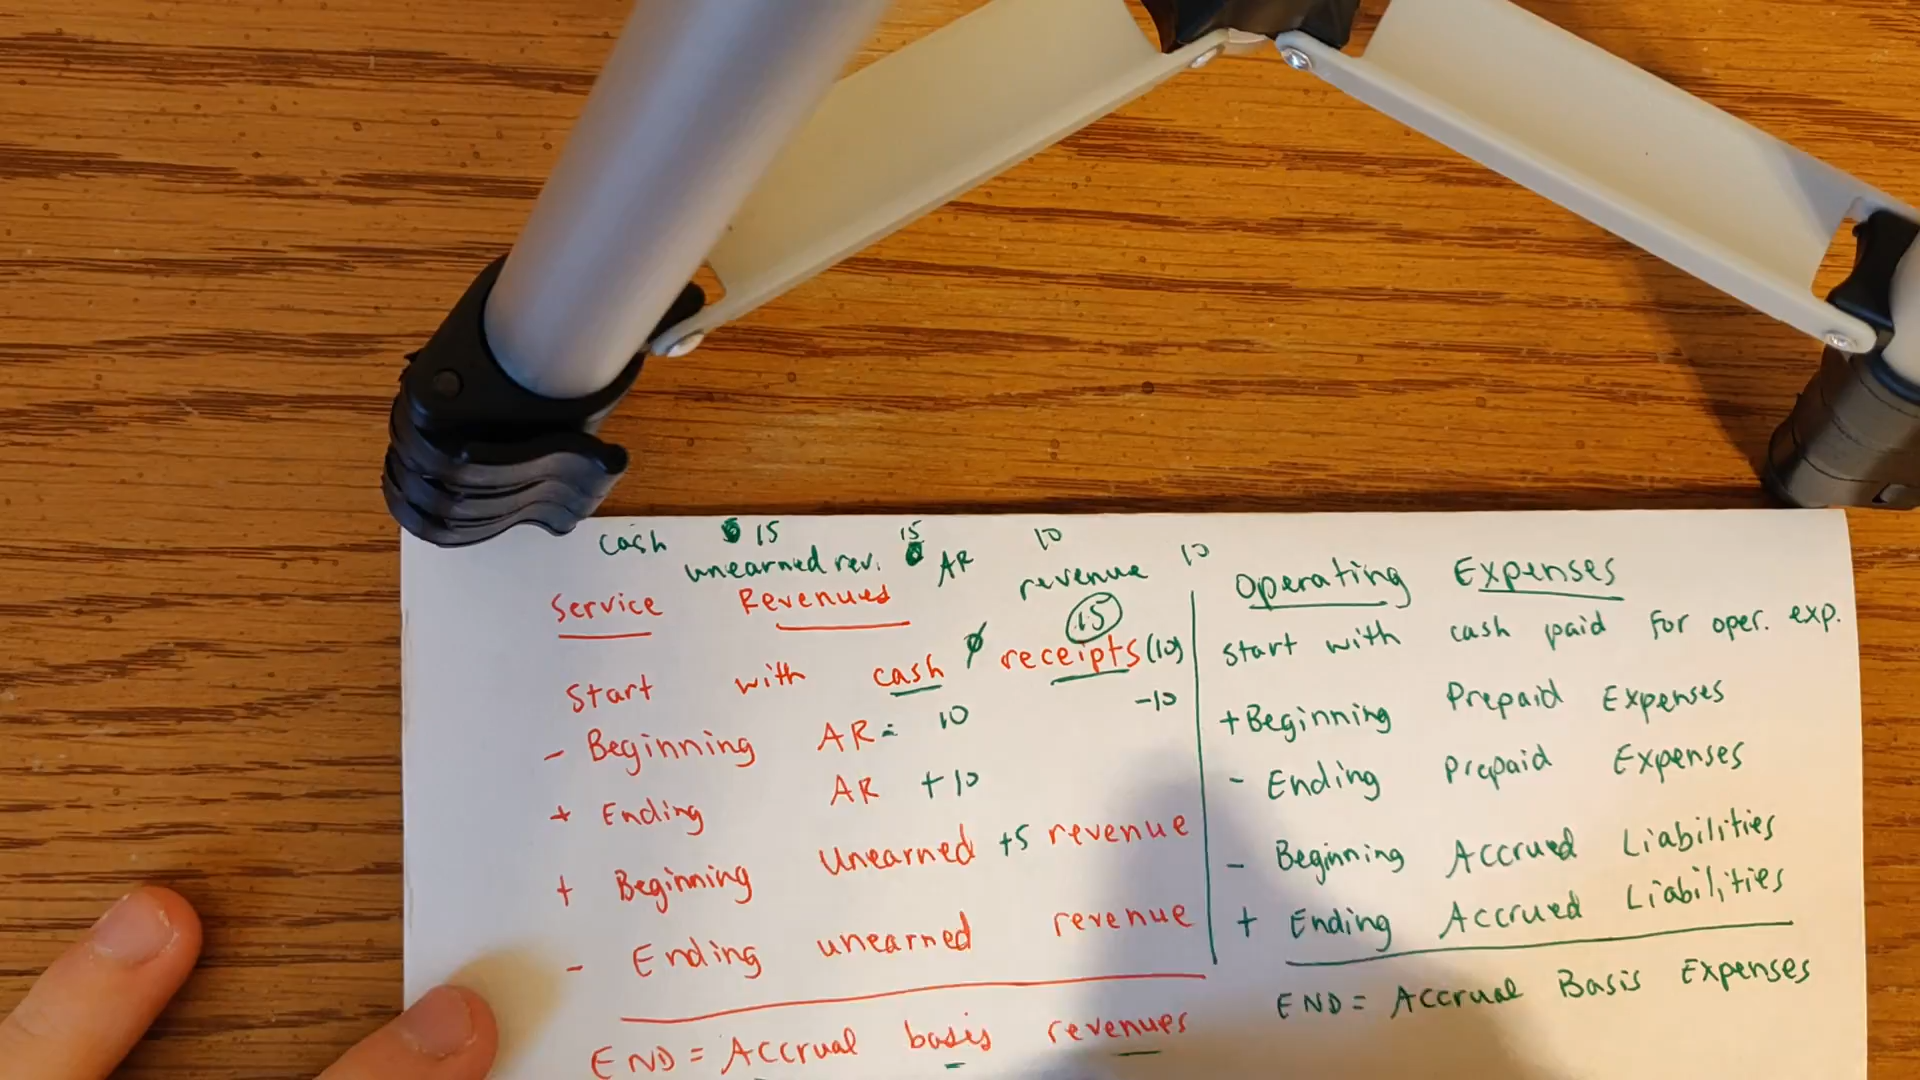 cash 15 15 10
unearned rev. AR revenue 10
Service Revenues
15
Start with cash receipts (10)
-10
- Beginning AR = 10
+ Ending AR +10
+ Beginning Unearned +5 revenue
- Ending unearned revenue
END = Accrual basis revenues
Operating Expenses
start with cash paid for oper. exp.
+ Beginning Prepaid Expenses
- Ending Prepaid Expenses
- Beginning Accrued Liabilities
+ Ending Accrued Liabilities
END = Accrual Basis Expenses